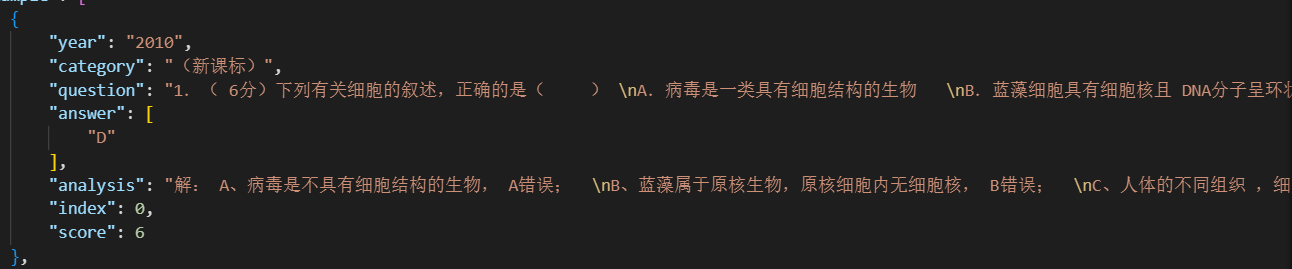 {
"year": "2010",
"category": "（新课标）",
"question": "1. （ 6分）下列有关细胞的叙述，正确的是（     ） \nA．病毒是一类具有细胞结构的生物   \nB．蓝藻细胞具有细胞核且 DNA分子呈环状
"answer": [
"D"
],
"analysis": "解： A、病毒是不具有细胞结构的生物， A错误；  \nB、蓝藻属于原核生物，原核细胞内无细胞核， B错误；  \nC、人体的不同组织 ，细
"index": 0,
"score": 6
},